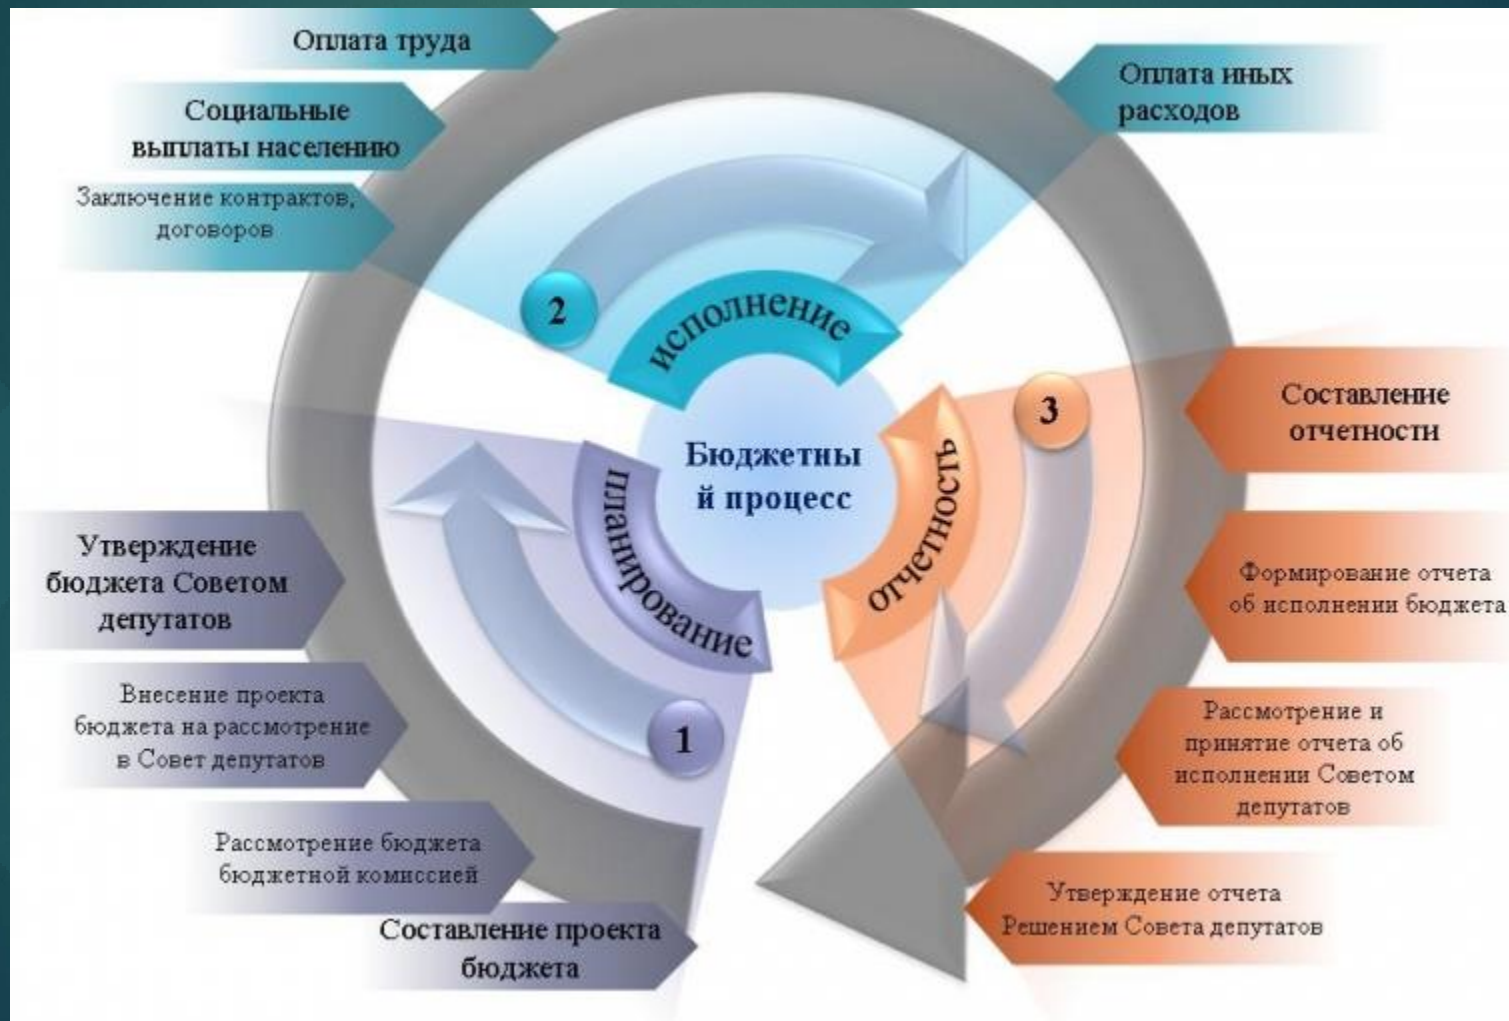 Оплата труда
Социальные
выплаты населению
Заключение контрактов,
договоров
Оплата иных
расходов
2
исполнение
3
Составление
отчетности
Бюджетны
й процесс
отчетность
планирование
Утверждение
бюджета Советом
депутатов
Формирование отчета
об исполнении бюджета
Внесение проекта
бюджета на рассмотрение
в Совет депутатов
1
Рассмотрение и
принятие отчета об
исполнении Советом
депутатов
Рассмотрение бюджета
бюджетной комиссией
Составление проекта
бюджета
Утверждение отчета
Решением Совета депутатов